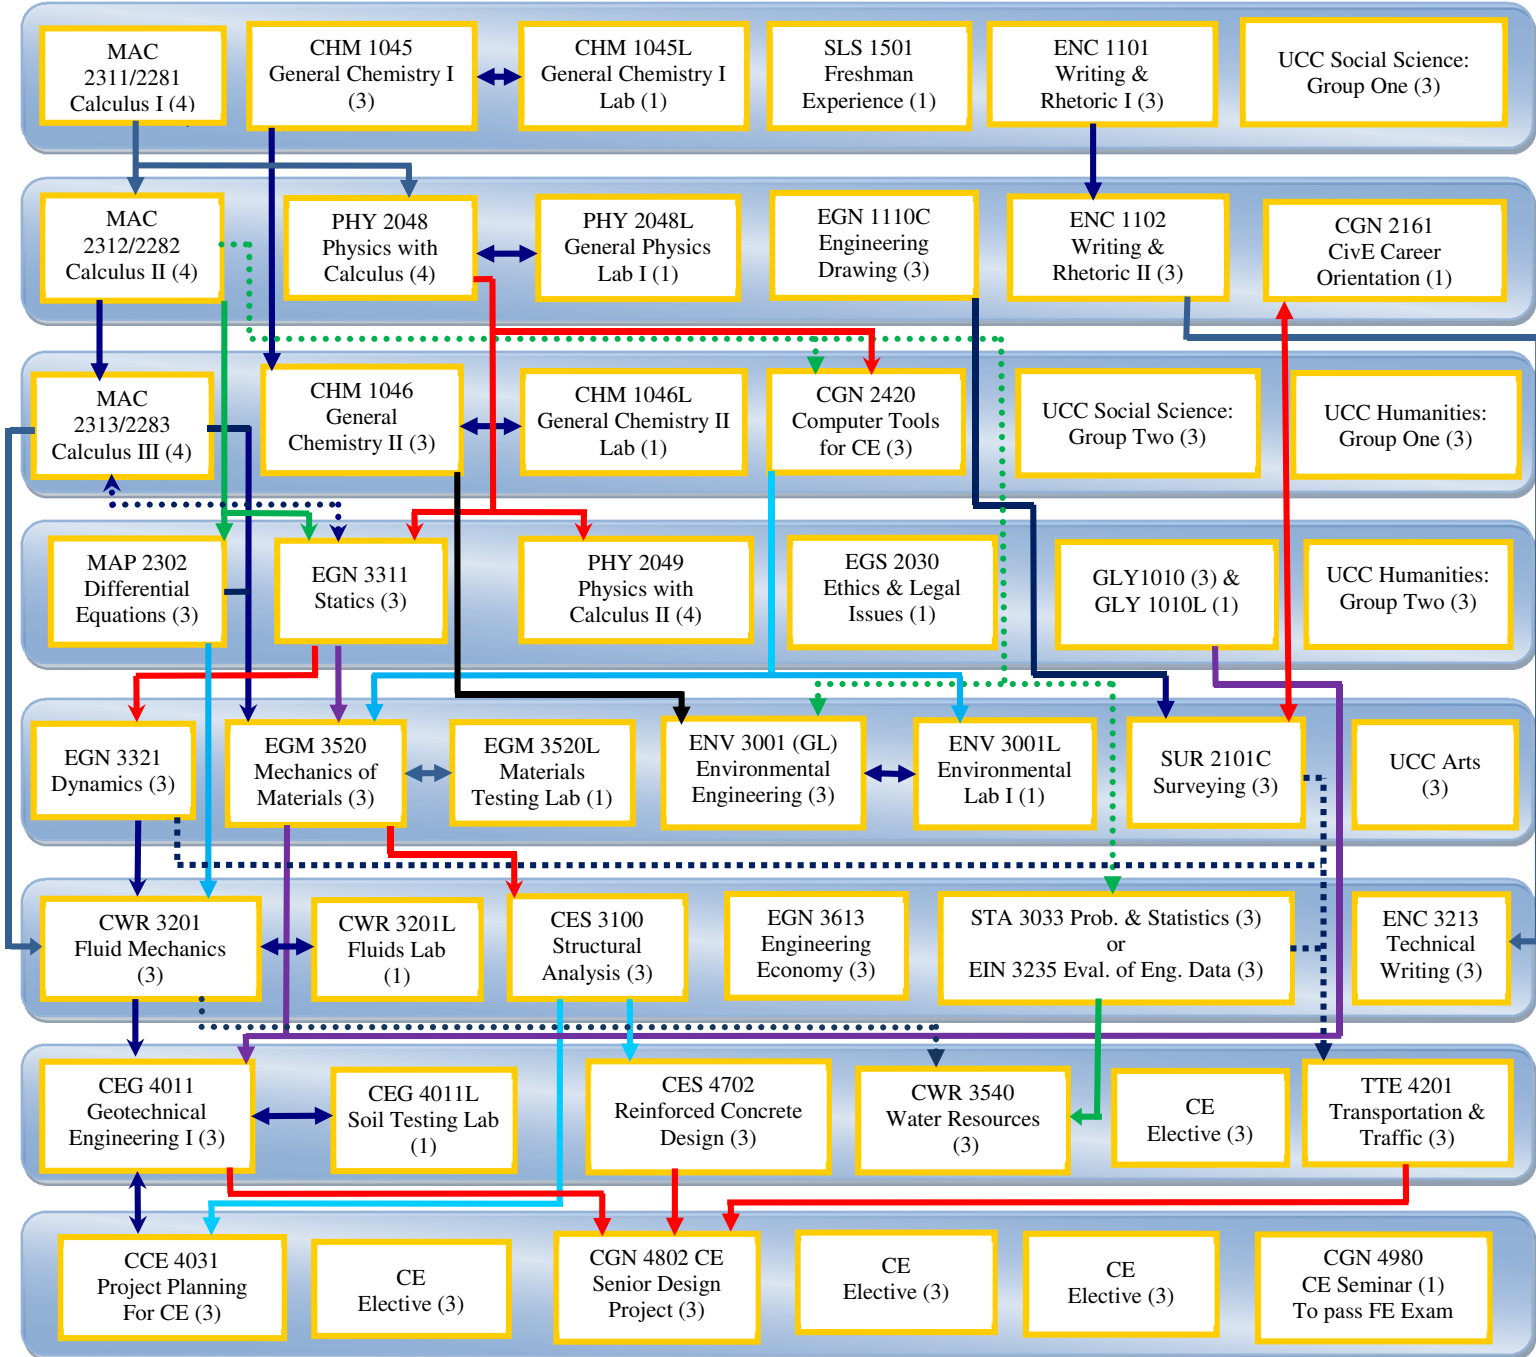 MAC
2311/2281
Calculus I (4)
CHM 1045
General Chemistry I
(3)
CHM 1045L
General Chemistry I
Lab (1)
SLS 1501
Freshman
Experience (1)
ENC 1101
Writing &
Rhetoric I (3)
UCC Social Science:
Group One (3)
MAC
2312/2282
Calculus II (4)
PHY 2048
Physics with
Calculus (4)
PHY 2048L
General Physics
Lab I (1)
EGN 1110C
Engineering
Drawing (3)
ENC 1102
Writing &
Rhetoric II (3)
CGN 2161
CivE Career
Orientation (1)
MAC
2313/2283
Calculus III (4)
CHM 1046
General
Chemistry II (3)
CHM 1046L
General Chemistry II
Lab (1)
CGN 2420
Computer Tools
for CE (3)
UCC Social Science:
Group Two (3)
UCC Humanities:
Group One (3)
MAP 2302
Differential
Equations (3)
EGN 3311
Statics (3)
PHY 2049
Physics with
Calculus II (4)
EGS 2030
Ethics & Legal
Issues (1)
GLY1010 (3) &
GLY 1010L (1)
UCC Humanities:
Group Two (3)
EGN 3321
Dynamics (3)
EGM 3520
Mechanics of
Materials (3)
EGM 3520L
Materials
Testing Lab (1)
ENV 3001 (GL)
Environmental
Engineering (3)
ENV 3001L
Environmental
Lab I (1)
SUR 2101C
Surveying (3)
UCC Arts
(3)
CWR 3201
Fluid Mechanics
(3)
CWR 3201L
Fluids Lab
(1)
CES 3100
Structural
Analysis (3)
EGN 3613
Engineering
Economy (3)
STA 3033 Prob. & Statistics (3)
or
EIN 3235 Eval. of Eng. Data (3)
ENC 3213
Technical
Writing (3)
CEG 4011
Geotechnical
Engineering I (3)
CEG 4011L
Soil Testing Lab
(1)
CES 4702
Reinforced Concrete
Design (3)
CWR 3540
Water Resources
(3)
CE
Elective (3)
TTE 4201
Transportation &
Traffic (3)
CCE 4031
Project Planning
For CE (3)
CE
Elective (3)
CGN 4802 CE
Senior Design
Project (3)
CE
Elective (3)
CE
Elective (3)
CGN 4980
CE Seminar (1)
To pass FE Exam